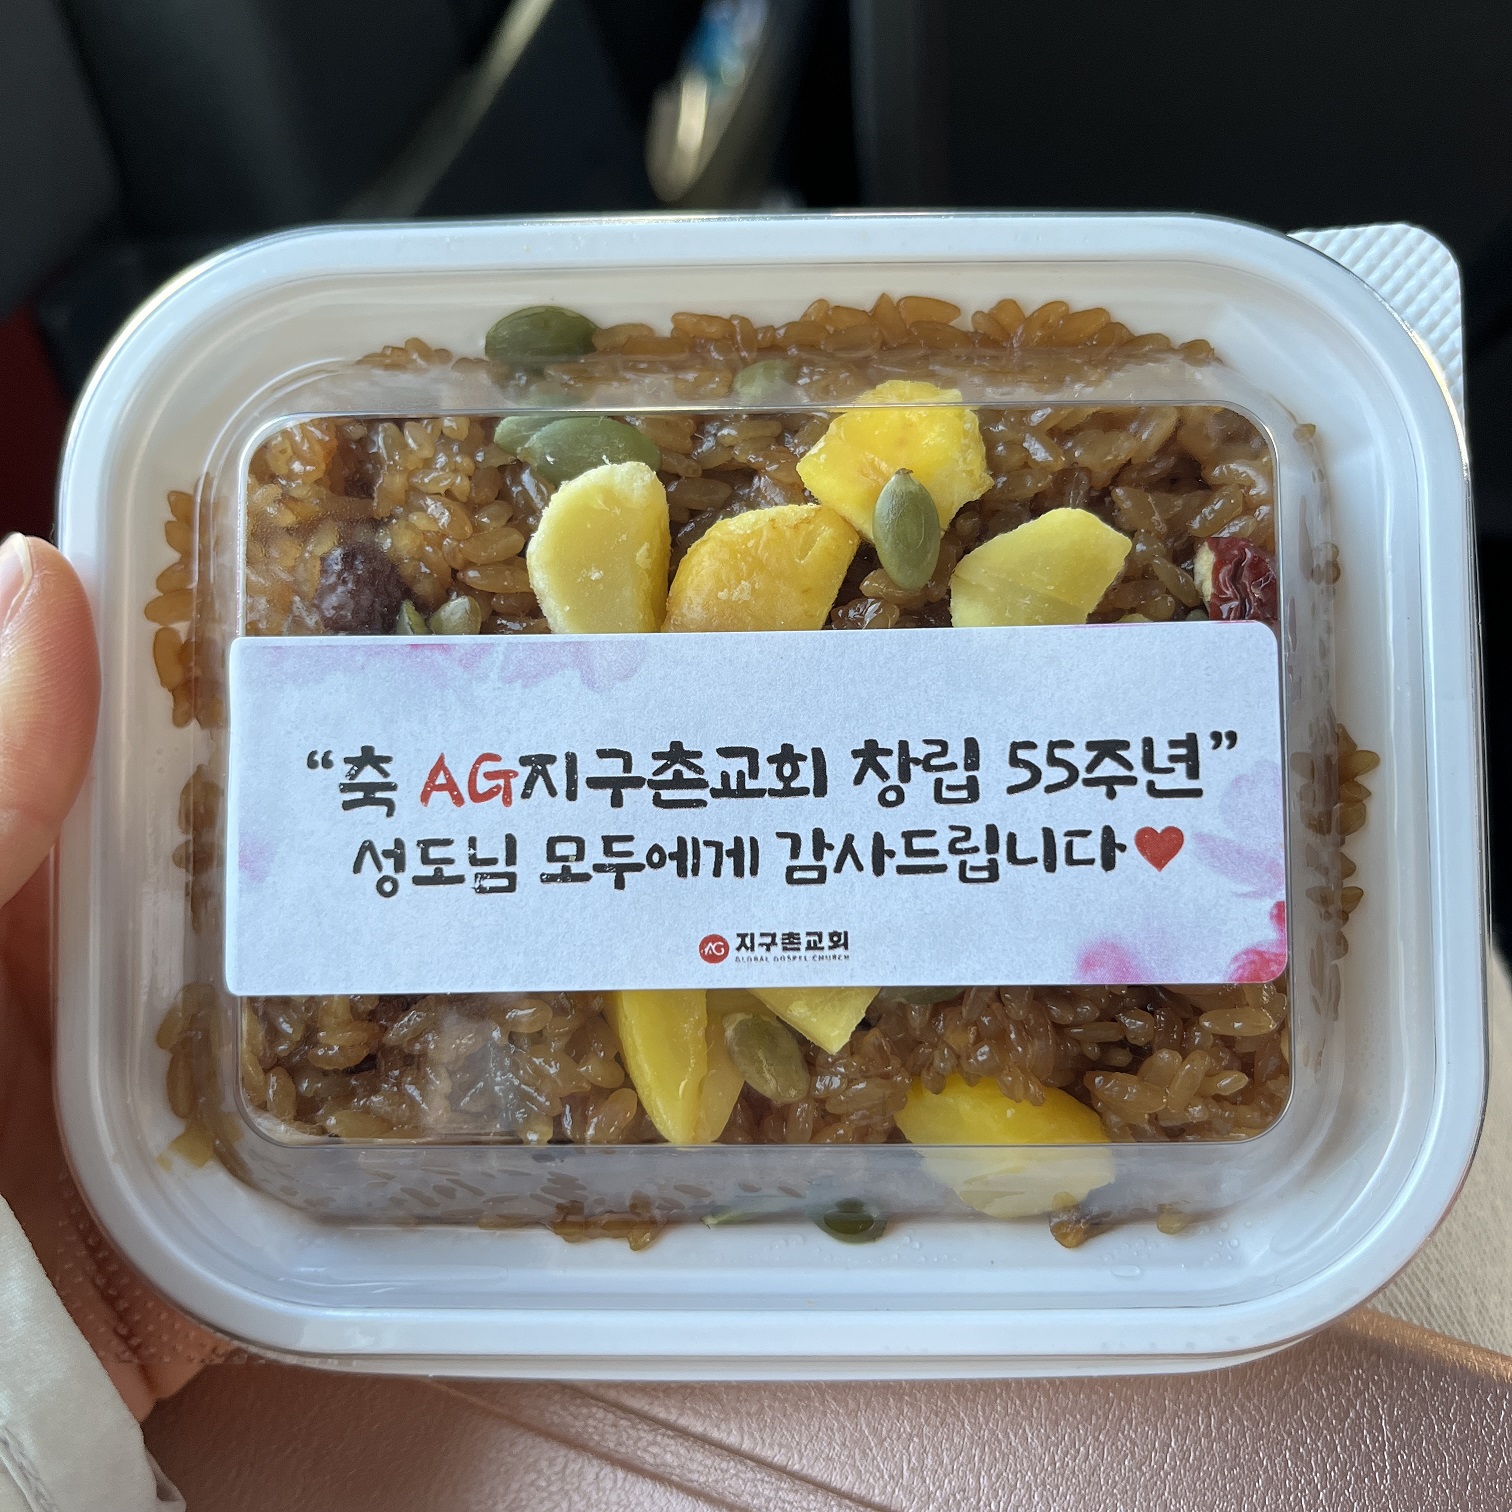 “축 AG지구촌교회 창립 55주년”
성도님 모두에게 감사드립니다♥
AG 지구촌교회
GLOBAL GOSPEL CHURCH